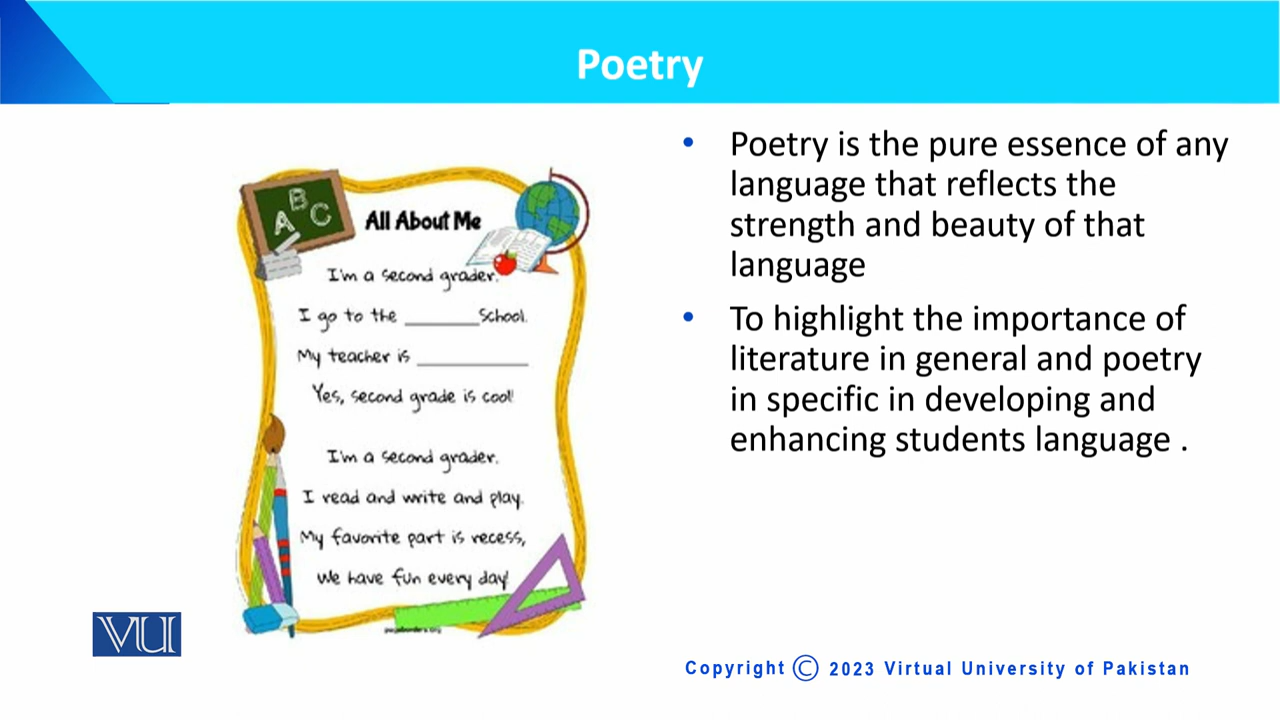 Poetry
A B C
All About Me
I'm a second grader.
I go to the ________ School.
My teacher is ____________
Yes, second grade is cool!
I'm a second grader.
I read and write and play.
My favorite part is recess,
We have fun every day!
• Poetry is the pure essence of any
language that reflects the
strength and beauty of that
language
• To highlight the importance of
literature in general and poetry
in specific in developing and
enhancing students language .
VU
Copyright © 2023 Virtual University of Pakistan